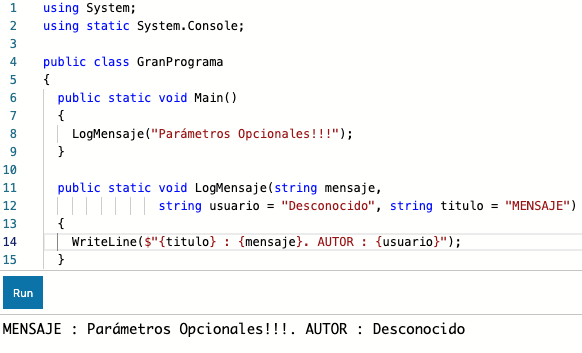 1 using System;
2 using static System.Console;
3
4 public class GranPrograma
5 {
6 public static void Main()
7 {
8 LogMensaje("Parámetros Opcionales!!!");
9 }
10
11 public static void LogMensaje(string mensaje,
12 string usuario = "Desconocido", string titulo = "MENSAJE")
13 {
14 WriteLine($"{titulo} : {mensaje}. AUTOR : {usuario}");
15 }
Run
MENSAJE : Parámetros Opcionales!!!. AUTOR : Desconocido